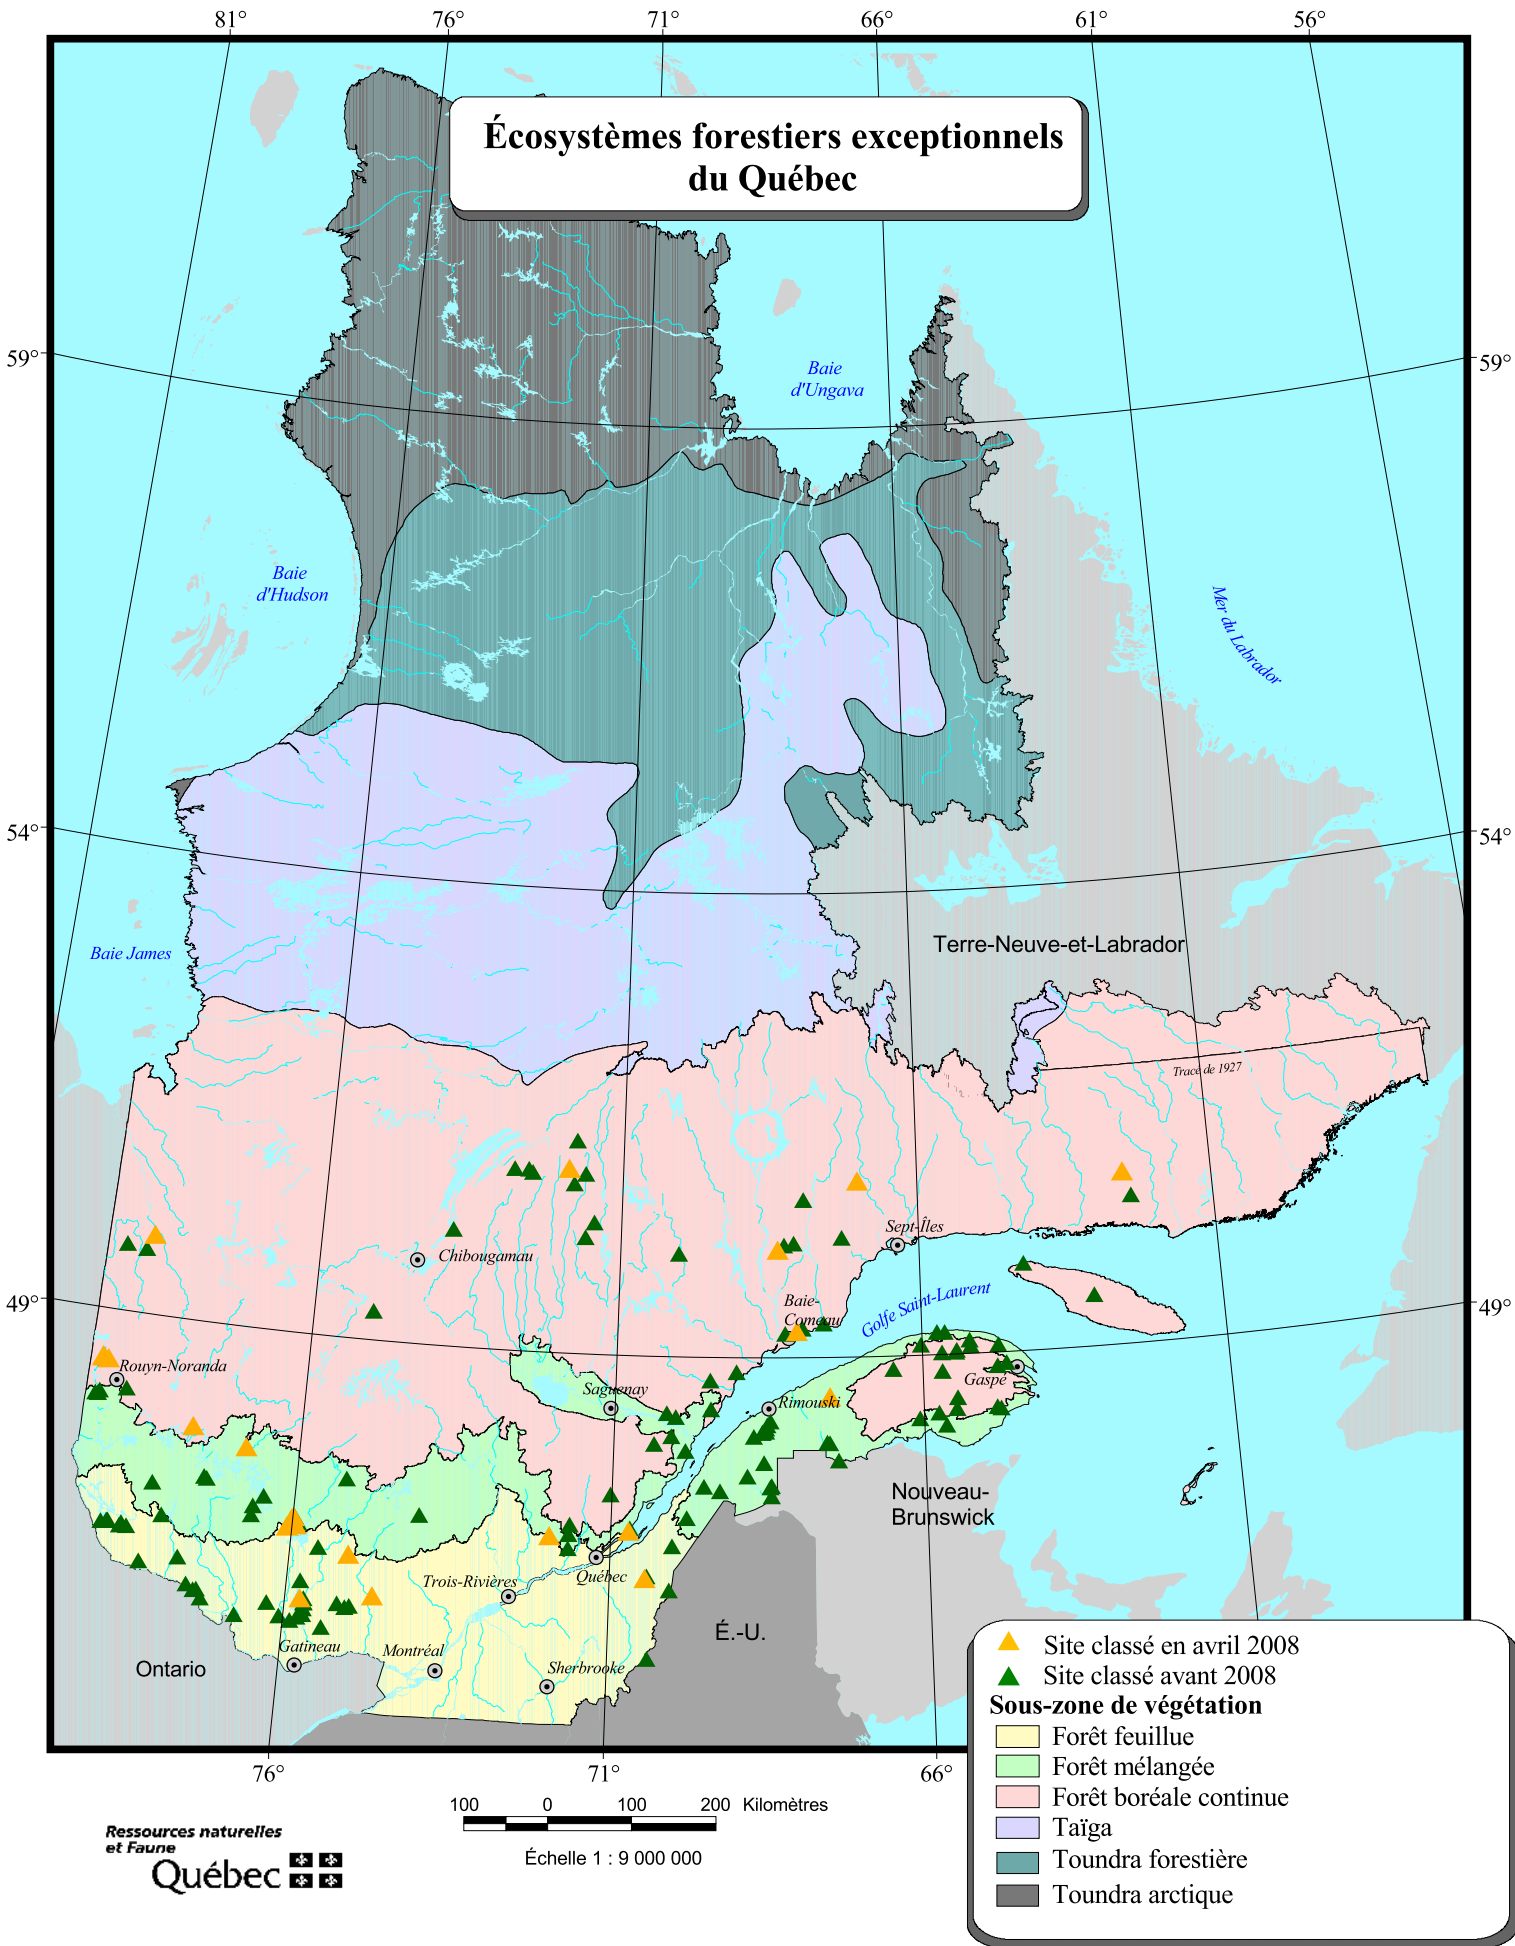 81° 76° 71° 66° 61° 56°
Écosystèmes forestiers exceptionnels
du Québec
59° 59°
Baie
d'Ungava
Baie
d'Hudson
Mer du Labrador
54° 54°
Baie James
Terre-Neuve-et-Labrador
Tracé de 1927
Sept-Îles
Chibougamau
49° 49°
Golfe Saint-Laurent
Baie-
Comeau
Rouyn-Noranda
Gaspé
Saguenay
Rimouski
Nouveau-
Brunswick
Québec
Trois-Rivières
É.-U.
Gatineau
Montréal
Ontario
Sherbrooke
Site classé en avril 2008
Site classé avant 2008
Sous-zone de végétation
Forêt feuillue
Forêt mélangée
Forêt boréale continue
Taïga
Toundra forestière
Toundra arctique
76° 71° 66°
100 0 100 200 Kilomètres
Échelle 1 : 9 000 000
Ressources naturelles
et Faune
Québec